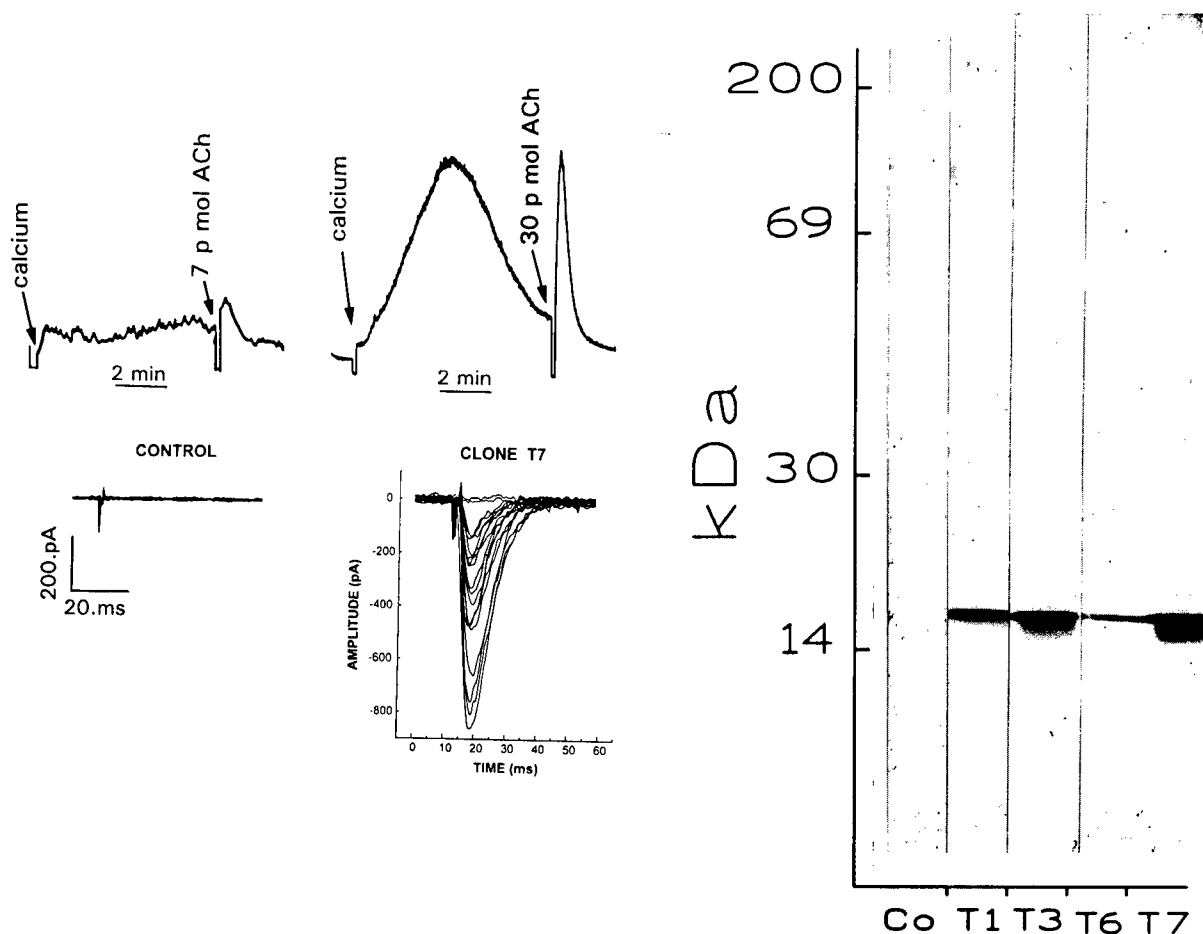 calcium
7 p mol ACh
2 min
calcium
30 p mol ACh
2 min
CONTROL
200.pA
20.ms
CLONE T7
AMPLITUDE (pA)
0
-200
-400
-600
-800
0 10 20 30 40 50 60
TIME (ms)
kDa
200
69
30
14
Co T1 T3 T6 T7